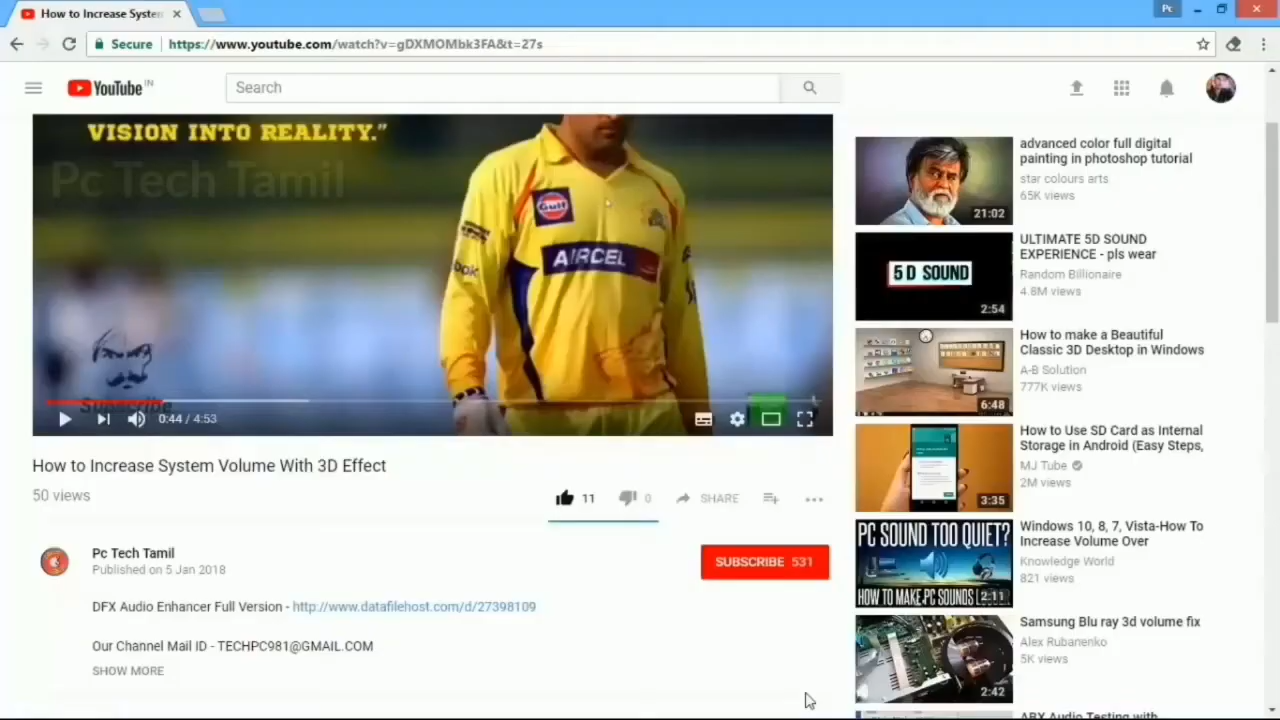 How to Increase System
Pc
Secure
https://www.youtube.com/watch?v=gDXMOMbk3FA&t=27s
YouTube IN
Search
VISION INTO REALITY.”
Pc Tech Tamil
Gulf
AIRCEL
Subscribe
0:44 / 4:53
How to Increase System Volume With 3D Effect
50 views
11
0
SHARE
Pc Tech Tamil
Published on 5 Jan 2018
SUBSCRIBE 531
DFX Audio Enhancer Full Version - http://www.datafilehost.com/d/27398109
Our Channel Mail ID - TECHPC981@GMAIL.COM
SHOW MORE
21:02
advanced color full digital
painting in photoshop tutorial
star colours arts
65K views
5D SOUND
2:54
ULTIMATE 5D SOUND
EXPERIENCE - pls wear
Random Billionaire
4.8M views
6:48
How to make a Beautiful
Classic 3D Desktop in Windows
A-B Solution
777K views
3:35
How to Use SD Card as Internal
Storage in Android (Easy Steps,
MJ Tube
2M views
PC SOUND TOO QUIET?
HOW TO MAKE PC SOUNDS
2:11
Windows 10, 8, 7, Vista-How To
Increase Volume Over
Knowledge World
821 views
2:42
Samsung Blu ray 3d volume fix
Alex Rubanenko
5K views
ABX Audio Testing with